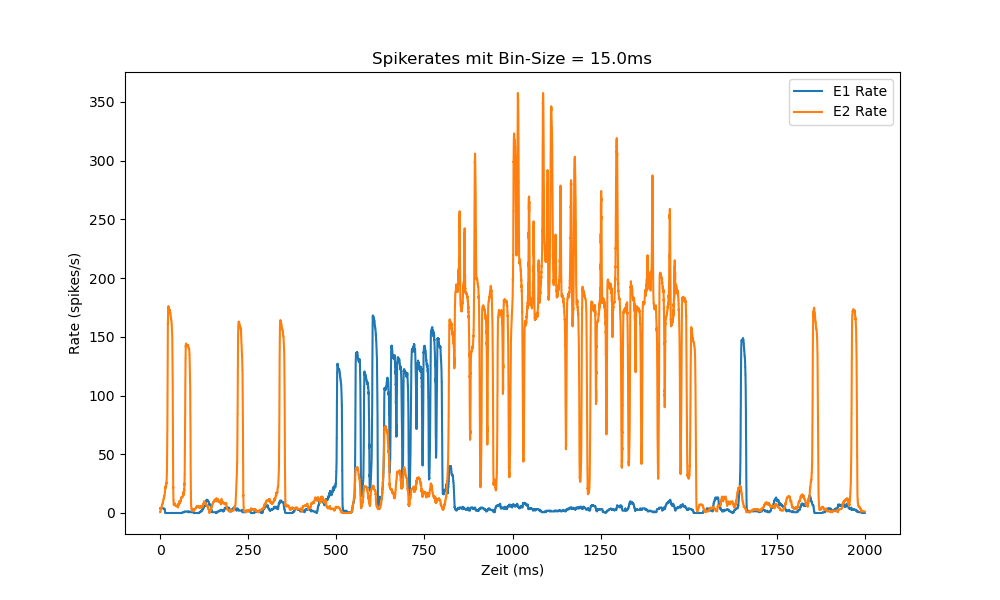 Spikerates mit Bin-Size = 15.0ms
E1 Rate
E2 Rate
350
300
250
200
150
100
50
0
Rate (spikes/s)
0 250 500 750 1000 1250 1500 1750 2000
Zeit (ms)